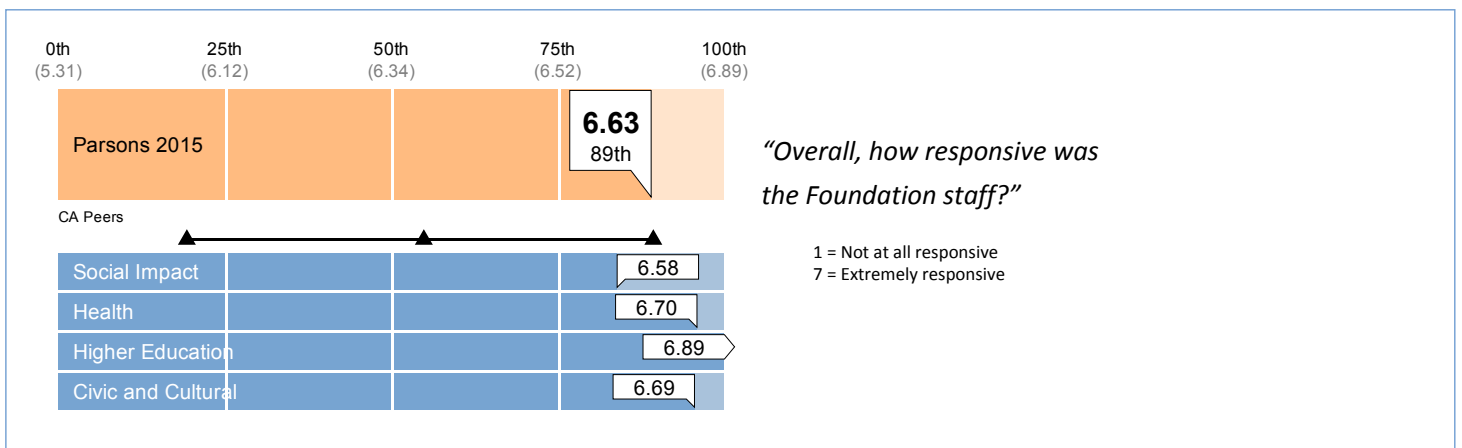 0th 25th 50th 75th 100th
(5.31) (6.12) (6.34) (6.52) (6.89)
Parsons 2015
6.63
89th
CA Peers
Social Impact 6.58
Health 6.70
Higher Education 6.89
Civic and Cultural 6.69
“Overall, how responsive was
the Foundation staff?”
1 = Not at all responsive
7 = Extremely responsive